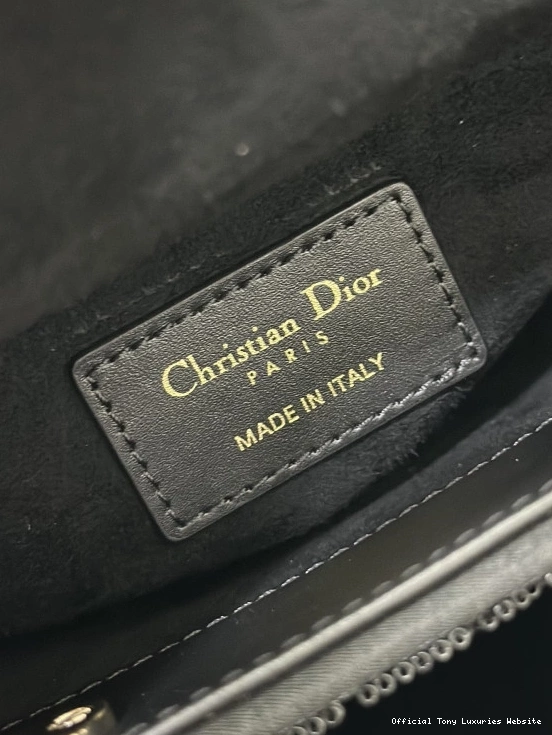 Christian Dior
PARIS
MADE IN ITALY
Official Tony Luxuries Website